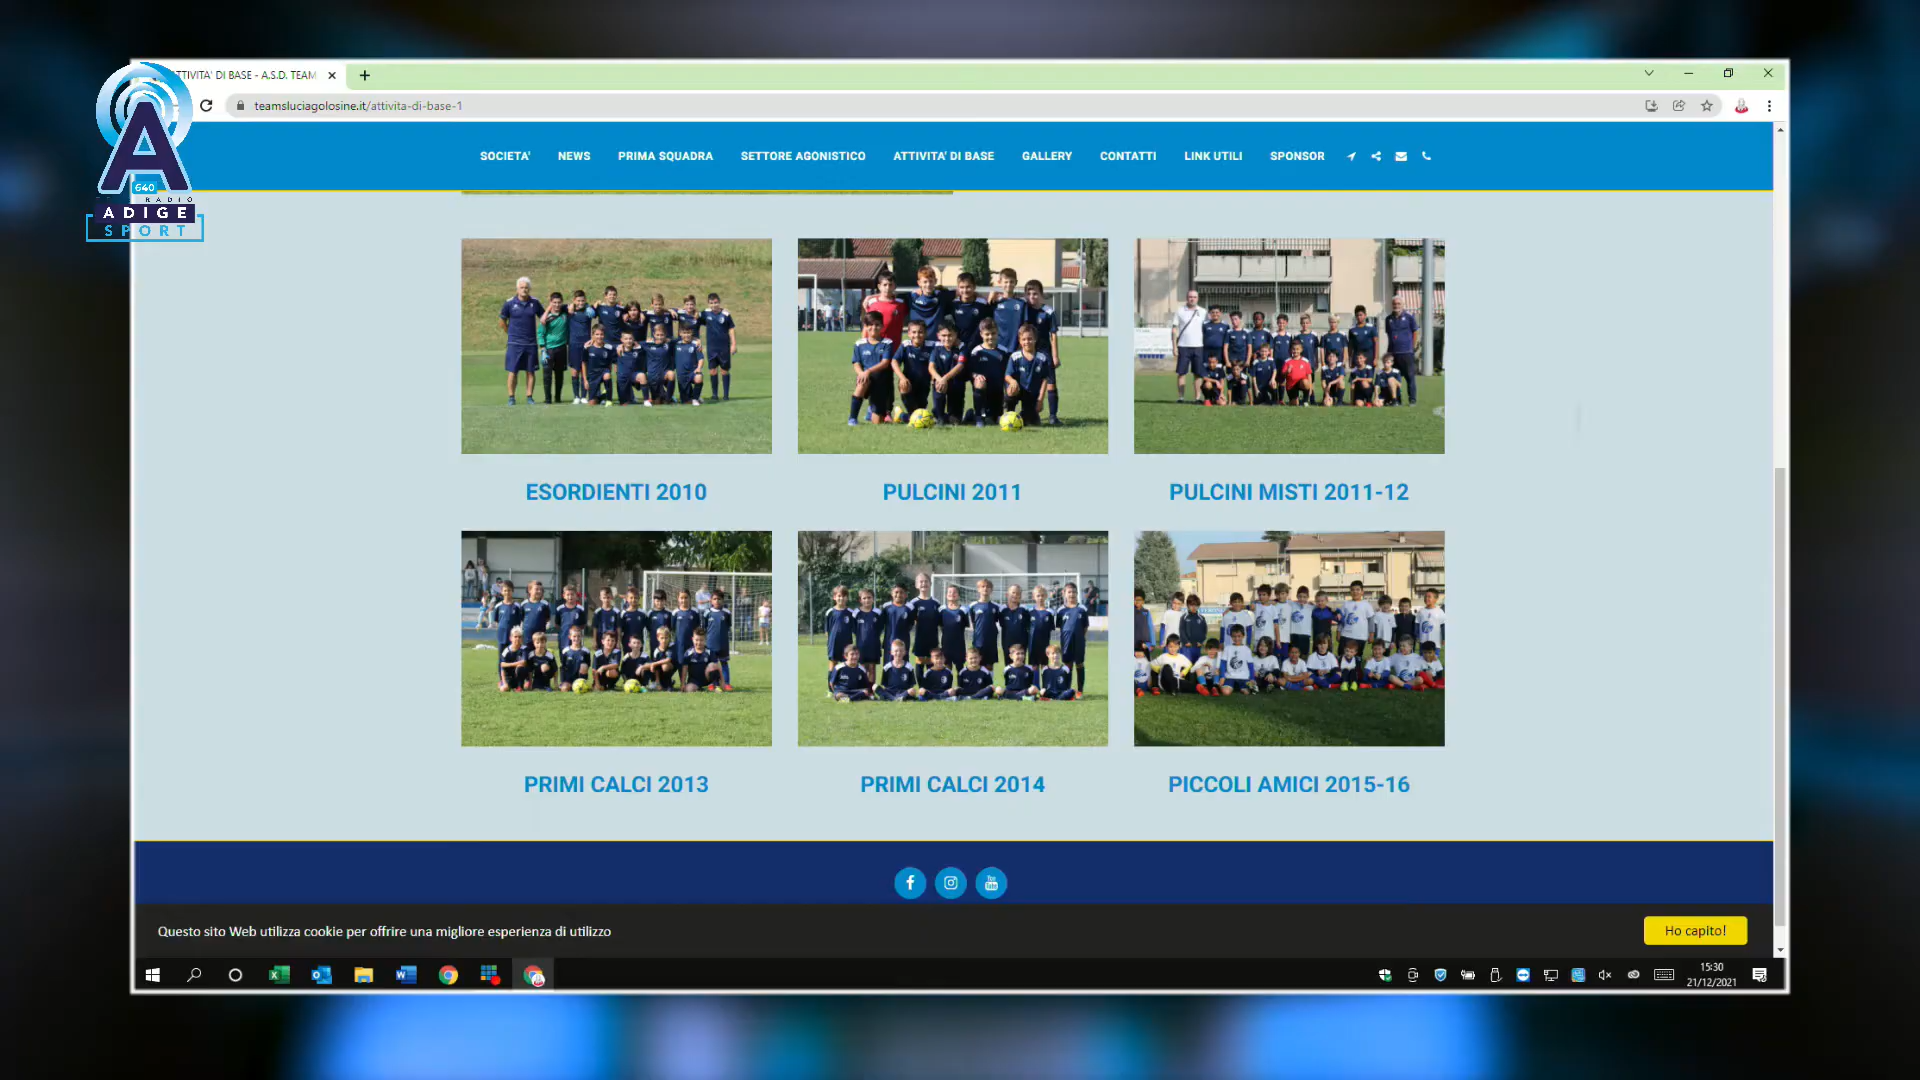 TTIVITA' DI BASE - A.S.D. TEAM
teamsluciagolosine.it/attivita-di-base-1
640
RADIO
ADIGE
SPORT
SOCIETA' NEWS PRIMA SQUADRA SETTORE AGONISTICO ATTIVITA' DI BASE GALLERY CONTATTI LINK UTILI SPONSOR
ESORDIENTI 2010 PULCINI 2011 PULCINI MISTI 2011-12
PRIMI CALCI 2013 PRIMI CALCI 2014 PICCOLI AMICI 2015-16
You
Tube
Questo sito Web utilizza cookie per offrire una migliore esperienza di utilizzo
Ho capito!
15:30
21/12/2021